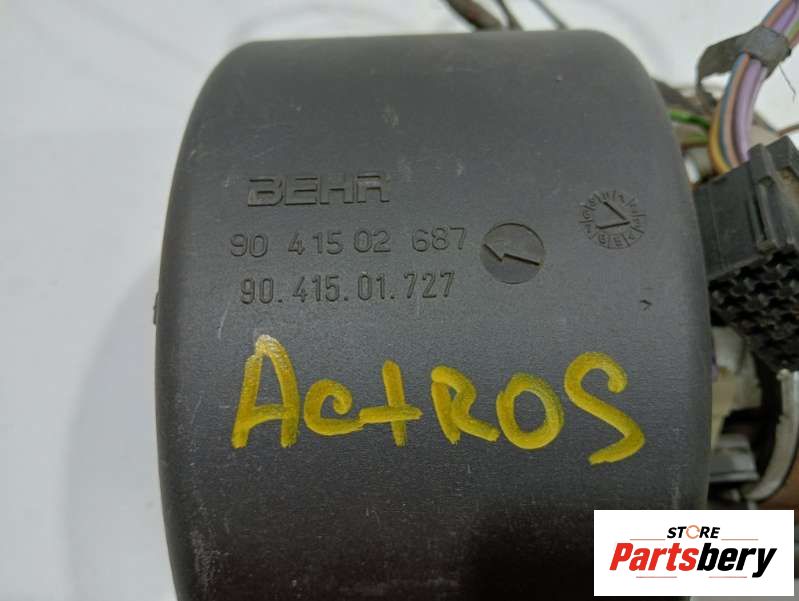 BEHR
90 415 02 687
90.415.01.727
ACtROS
STORE
Partsbery